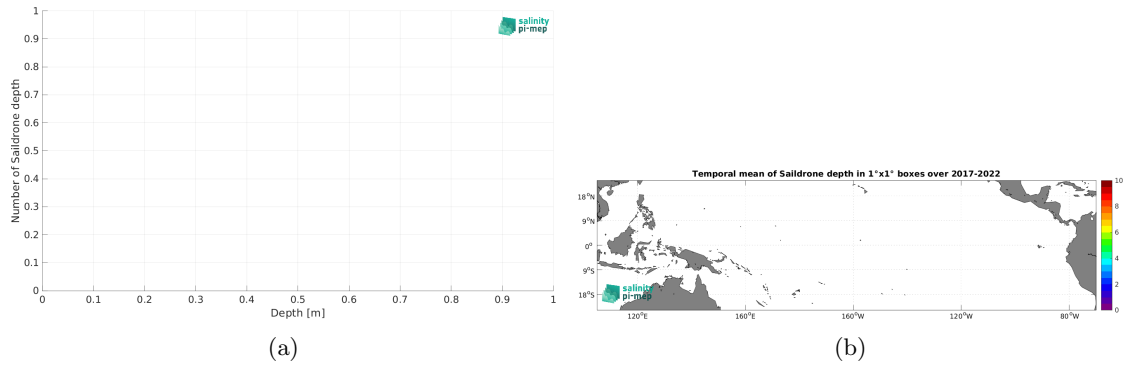 1
0.9
0.8
0.7
0.6
0.5
0.4
0.3
0.2
0.1
0
Number of Saildrone depth
0 0.1 0.2 0.3 0.4 0.5 0.6 0.7 0.8 0.9 1
Depth [m]
salinity
pi-mep
(a)
Temporal mean of Saildrone depth in 1°x1° boxes over 2017-2022
18°N
9°N
0°
9°S
18°S
120°E 160°E 160°W 120°W 80°W
salinity
pi-mep
10
8
6
4
2
0
(b)